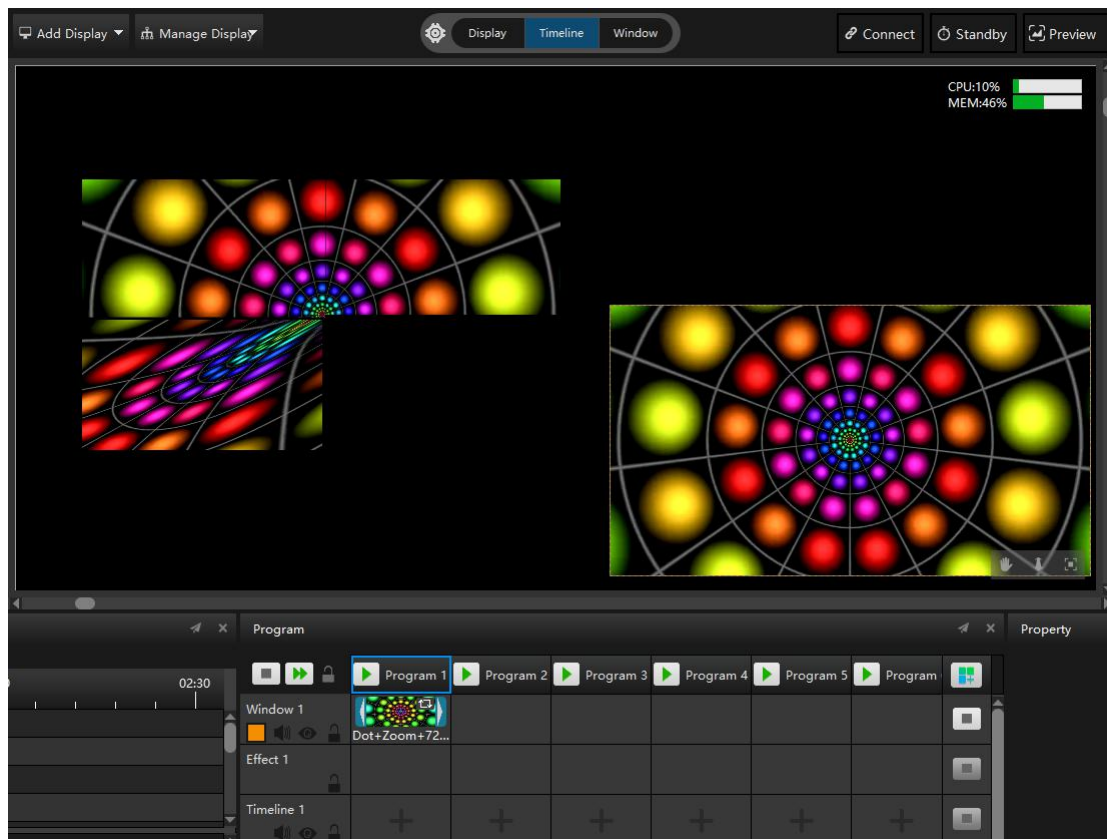 Add Display Manage Display Display Timeline Window Connect Standby Preview
CPU:10%
MEM:46%
Program Property
02:30 Program 1 Program 2 Program 3 Program 4 Program 5 Program
Window 1
Dot+Zoom+72...
Effect 1
Timeline 1